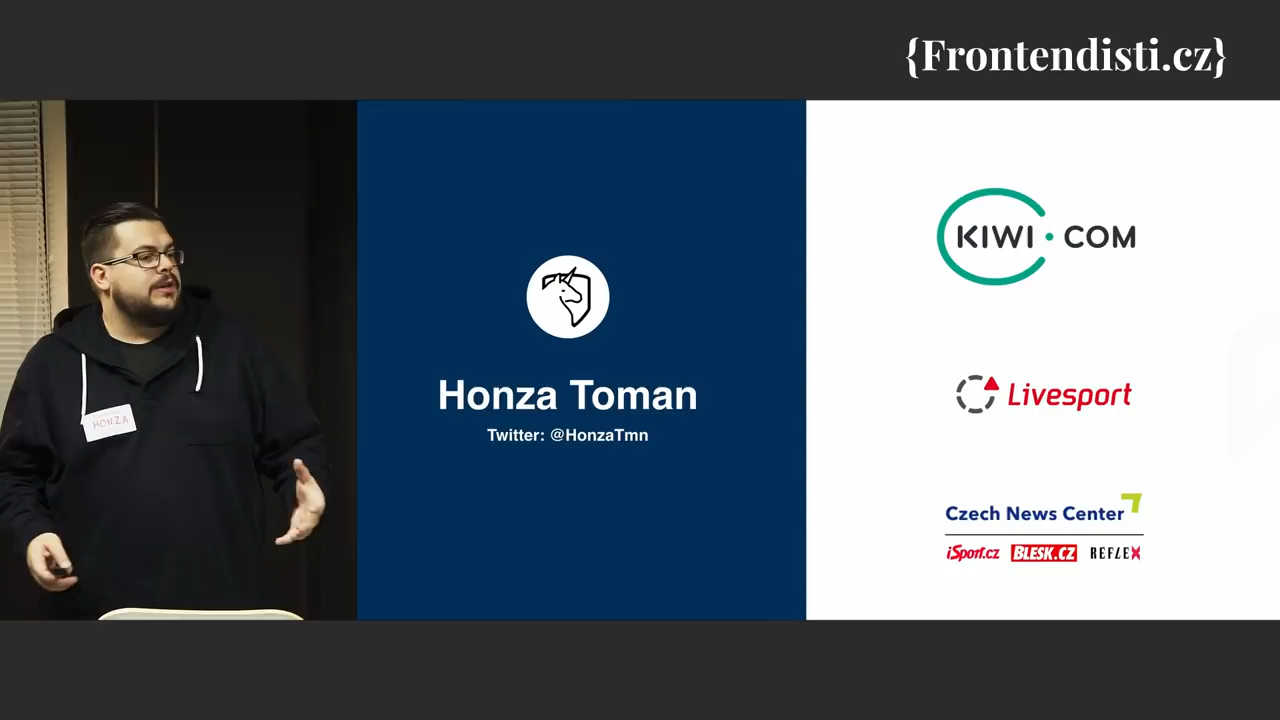 {Frontendisti.cz}
HONZA
Honza Toman
Twitter: @HonzaTmn
KIWI.COM
Livesport
Czech News Center
iSport.cz BLESK.CZ REFLEX